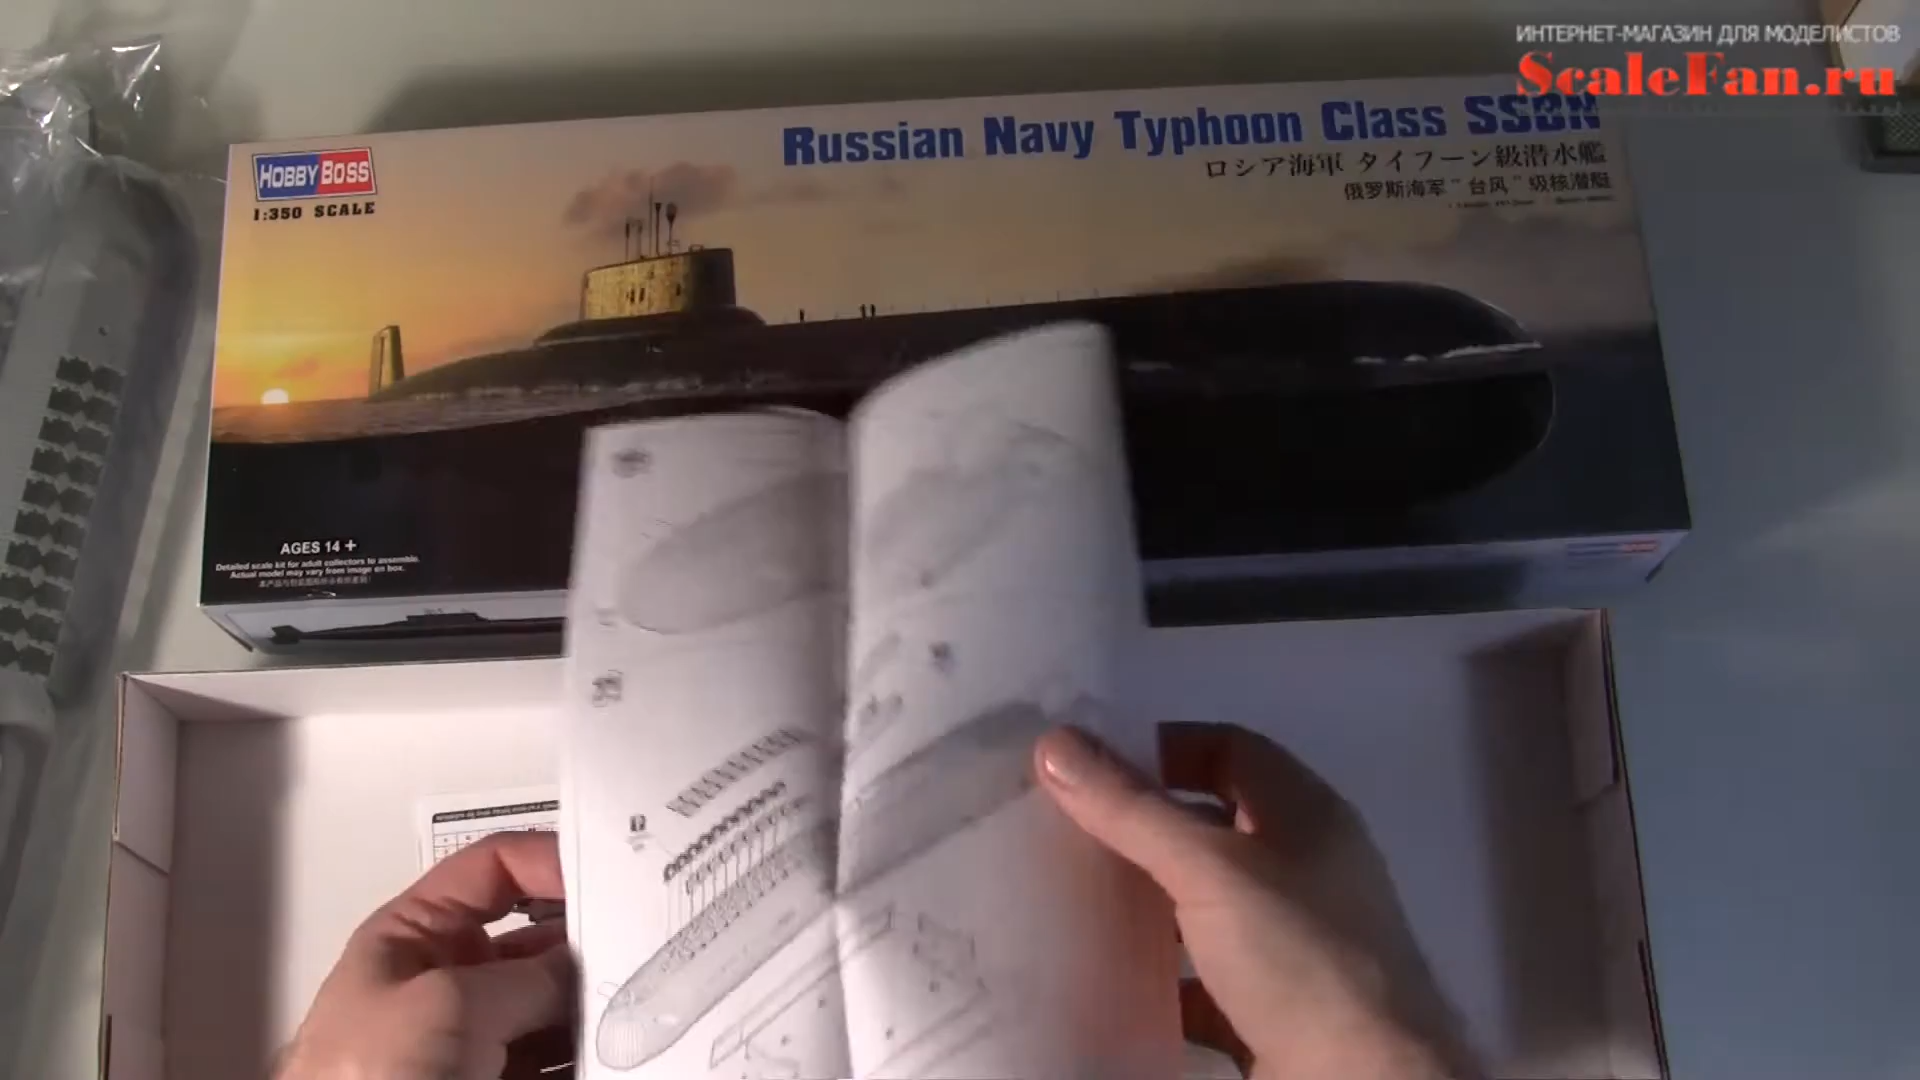 ИНТЕРНЕТ-МАГАЗИН ДЛЯ МОДЕЛИСТОВ
ScaleFan.ru
HOBBY BOSS
1:350 SCALE
Russian Navy Typhoon Class SSBN
ロシア海軍 タイフーン級潜水艦
俄罗斯海军"台风"级核潜艇
AGES 14 +
Detailed scale kit for adult collectors to assemble.
Actual model may vary from image on box.